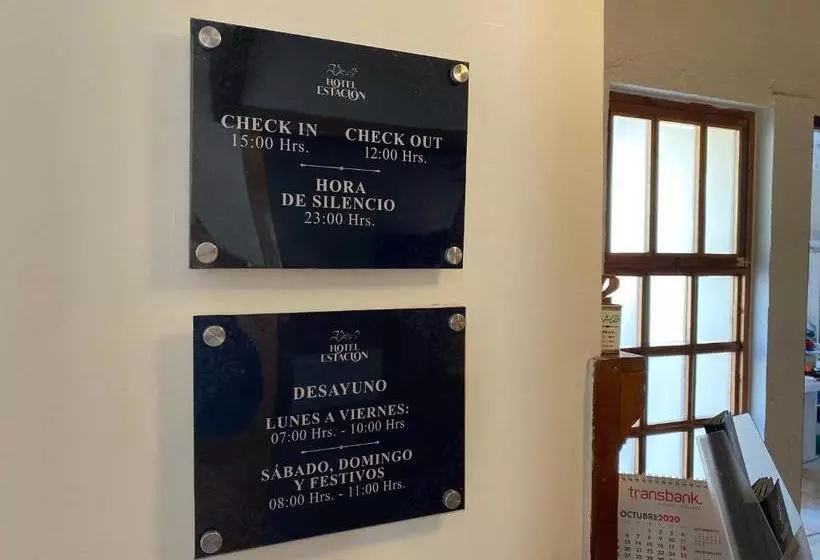 HOTEL
ESTACION
CHECK IN
15:00 Hrs.
CHECK OUT
12:00 Hrs.
HORA
DE SILENCIO
23:00 Hrs.
HOTEL
ESTACION
DESAYUNO
LUNES A VIERNES:
07:00 Hrs. - 10:00 Hrs
SÁBADO, DOMINGO
Y FESTIVOS
08:00 Hrs. - 11:00 Hrs.
transbank.
OCTUBRE2020